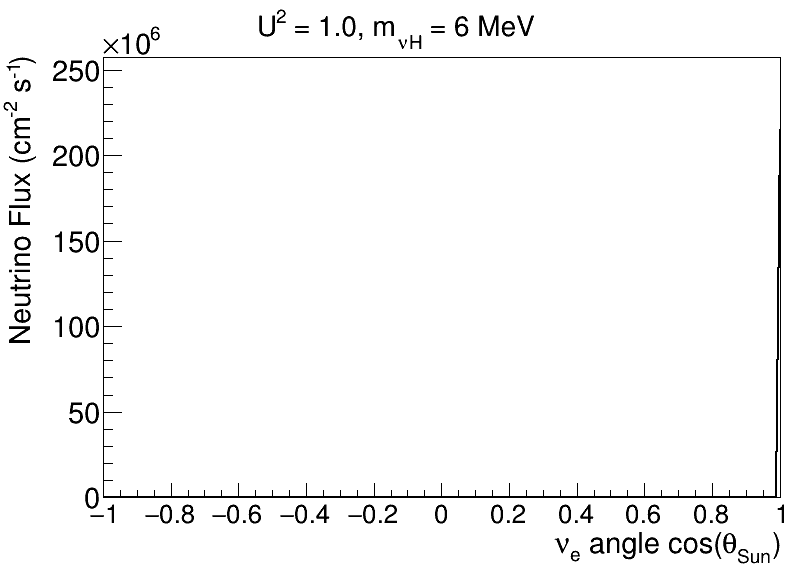 U² = 1.0, m_νH = 6 MeV
×10⁶
Neutrino Flux (cm⁻² s⁻¹)
250
200
150
100
50
0
−1 −0.8 −0.6 −0.4 −0.2 0 0.2 0.4 0.6 0.8 1
ν_e angle cos(θ_Sun)